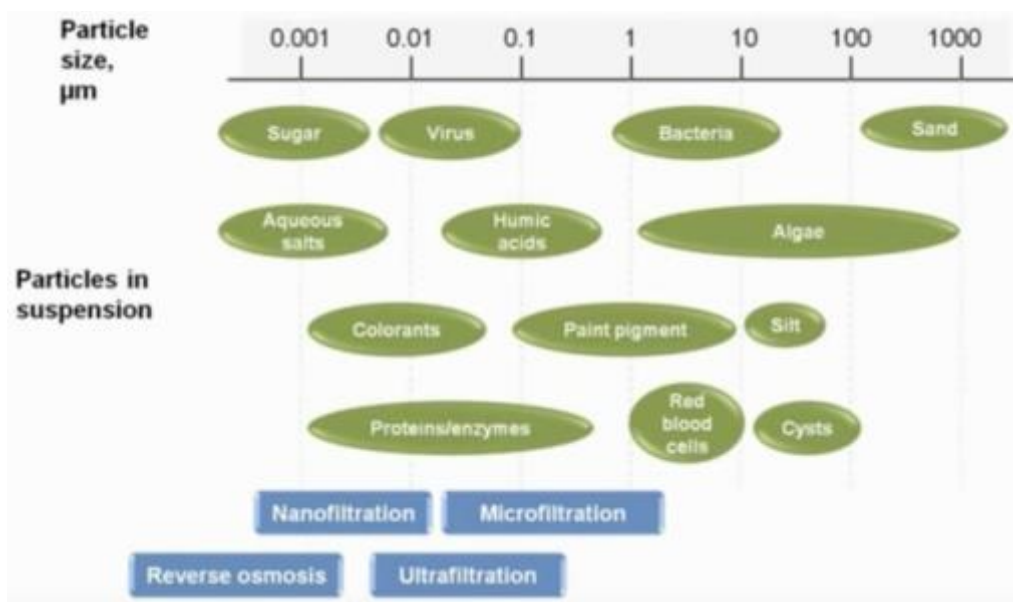 Particle
size,
µm
0.001 0.01 0.1 1 10 100 1000
Sugar Virus Bacteria Sand
Aqueous
salts
Humic
acids
Algae
Particles in
suspension
Colorants Paint pigment Silt
Proteins/enzymes
Red
blood
cells
Cysts
Nanofiltration Microfiltration
Reverse osmosis Ultrafiltration